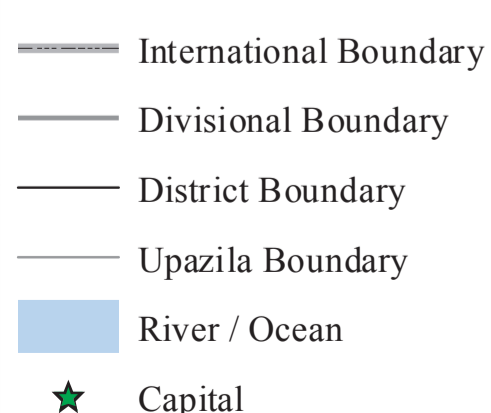 International Boundary
Divisional Boundary
District Boundary
Upazila Boundary
River / Ocean
Capital